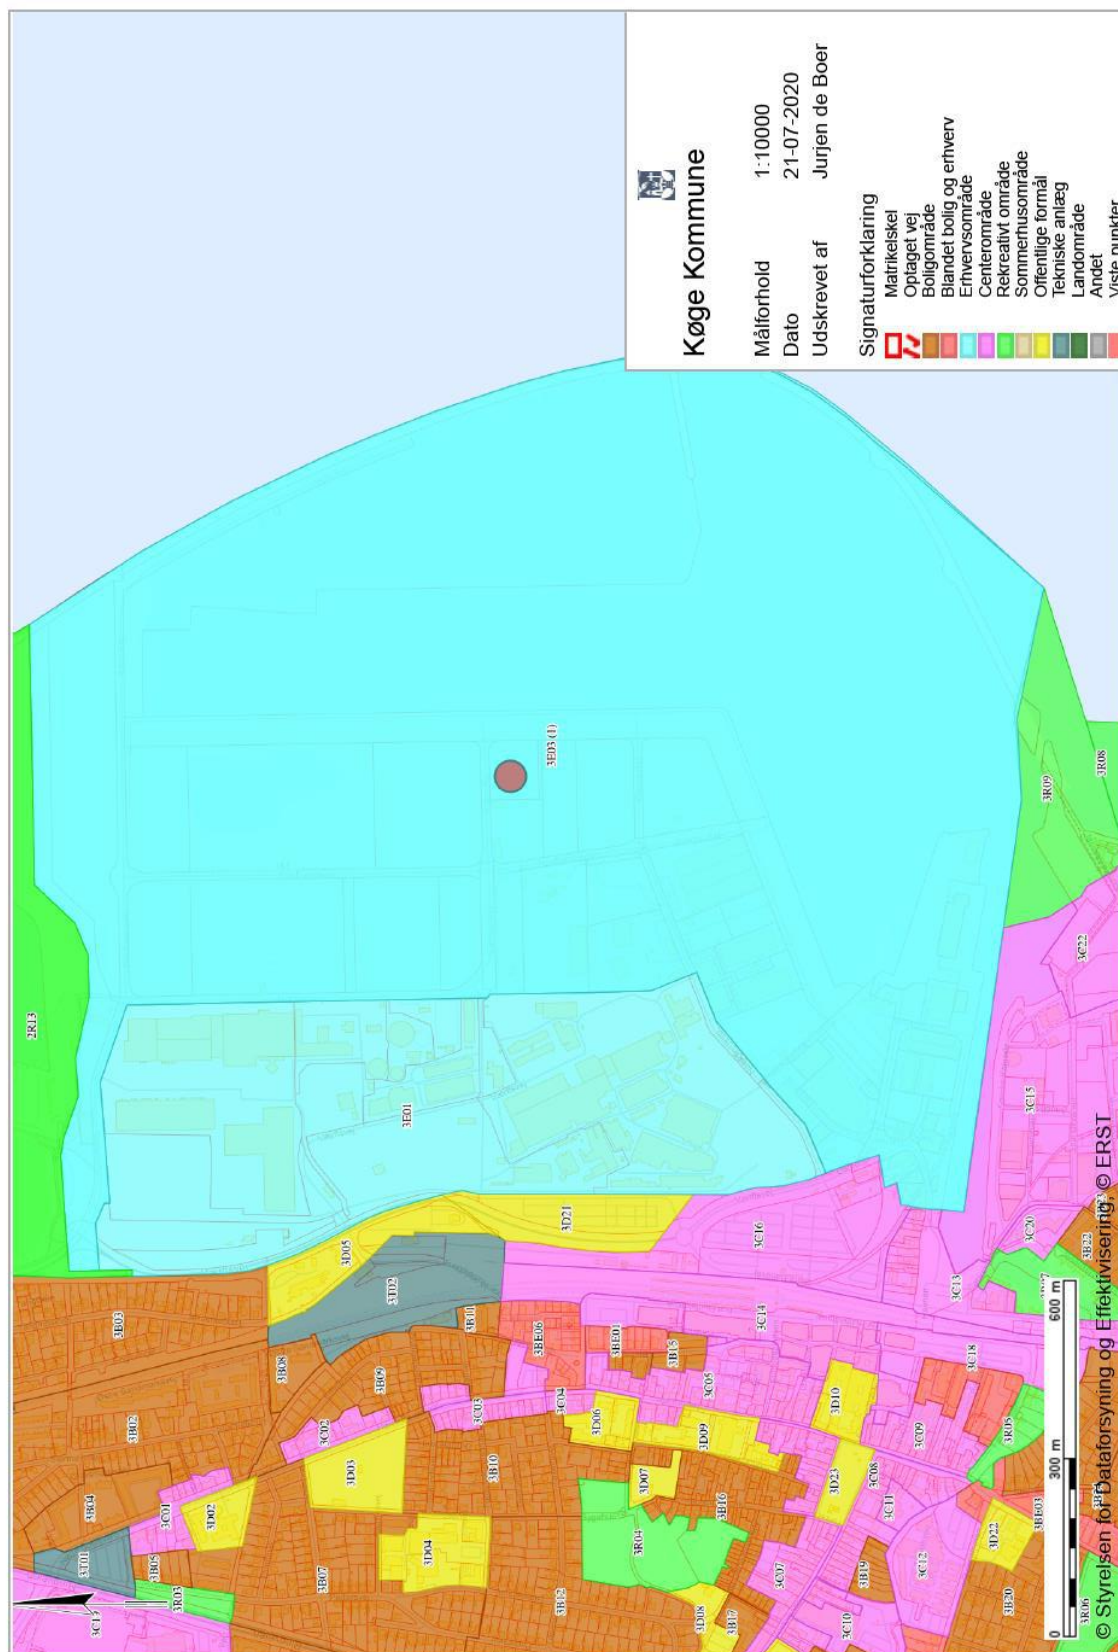 Køge Kommune
Målforhold 1:10000
Dato 21-07-2020
Udskrevet af Jurjen de Boer
Signaturforklaring
Matrikelskel
Optaget vej
Boligområde
Blandet bolig og erhverv
Erhvervsområde
Centerområde
Rekreativt område
Sommerhusområde
Offentlige formål
Tekniske anlæg
Landområde
Andet
Viste punkter
2R13
3E03 (1)
3E01
3R09
3R08
3C22
3C15
3D05
3D21
3C16
3C20
3B22
3T02
3B03
3B11
3BE06
3BE01
3C14
3C13
3B08
3B09
3B15
3C18
3B02
3C02
3C03
3C04
3C05
3D06
3D09
3D10
3C09
3R05
3B04
3C01
3D02
3D03
3B10
3D07
3B16
3D23
3C08
3C11
3BE03
3T01
3B05
3R03
3B07
3D04
3B12
3R04
3D08
3B17
3C07
3B19
3C12
3D22
3C10
3B20
3R06
0 300 m 600 m
© Styrelsen for Dataforsyning og Effektivisering, © ERST